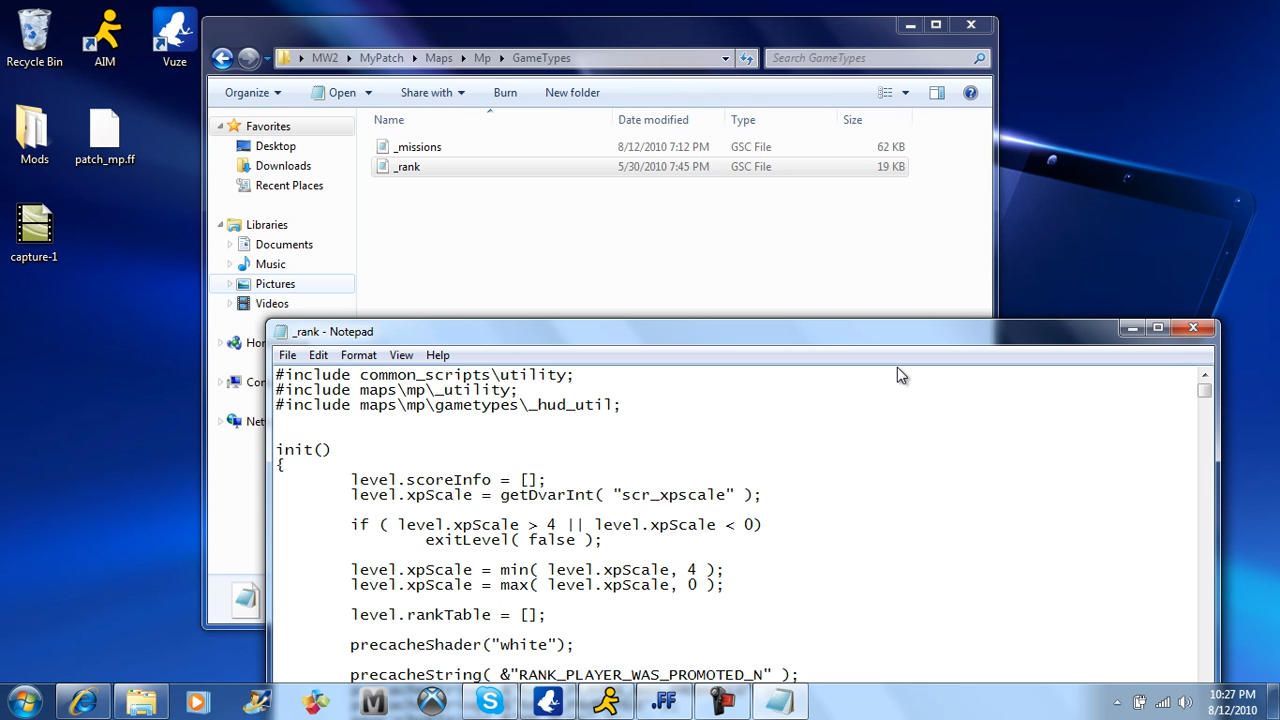 Recycle Bin
AIM
Vuze
Mods
patch_mp.ff
capture-1
MW2 MyPatch Maps Mp GameTypes
Search GameTypes
Organize Open Share with Burn New folder
Favorites
Desktop
Downloads
Recent Places
Libraries
Documents
Music
Pictures
Videos
Hor
Cor
Net
Name Date modified Type Size
_missions 8/12/2010 7:12 PM GSC File 62 KB
_rank 5/30/2010 7:45 PM GSC File 19 KB
_rank - Notepad
File Edit Format View Help
#include common_scripts\utility;
#include maps\mp\_utility;
#include maps\mp\gametypes\_hud_util;
init()
{
level.scoreInfo = [];
level.xpScale = getDvarInt( "scr_xpscale" );
if ( level.xpScale > 4 || level.xpScale < 0)
exitLevel( false );
level.xpScale = min( level.xpScale, 4 );
level.xpScale = max( level.xpScale, 0 );
level.rankTable = [];
precacheShader("white");
precacheString( &"RANK_PLAYER_WAS_PROMOTED_N" );
.FF
10:27 PM
8/12/2010